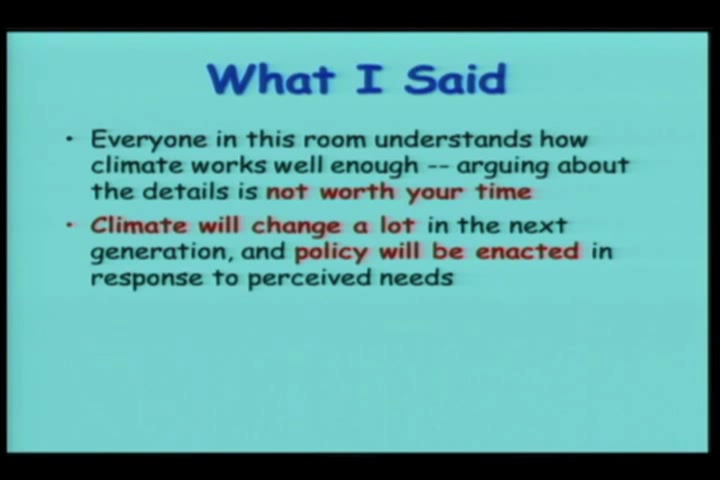 What I Said
• Everyone in this room understands how
climate works well enough -- arguing about
the details is not worth your time
• Climate will change a lot in the next
generation, and policy will be enacted in
response to perceived needs